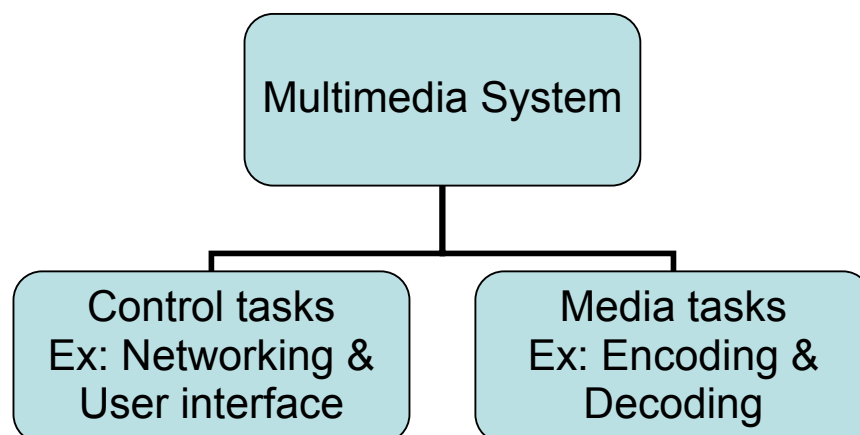 Multimedia System
Control tasks
Ex: Networking &
User interface
Media tasks
Ex: Encoding &
Decoding